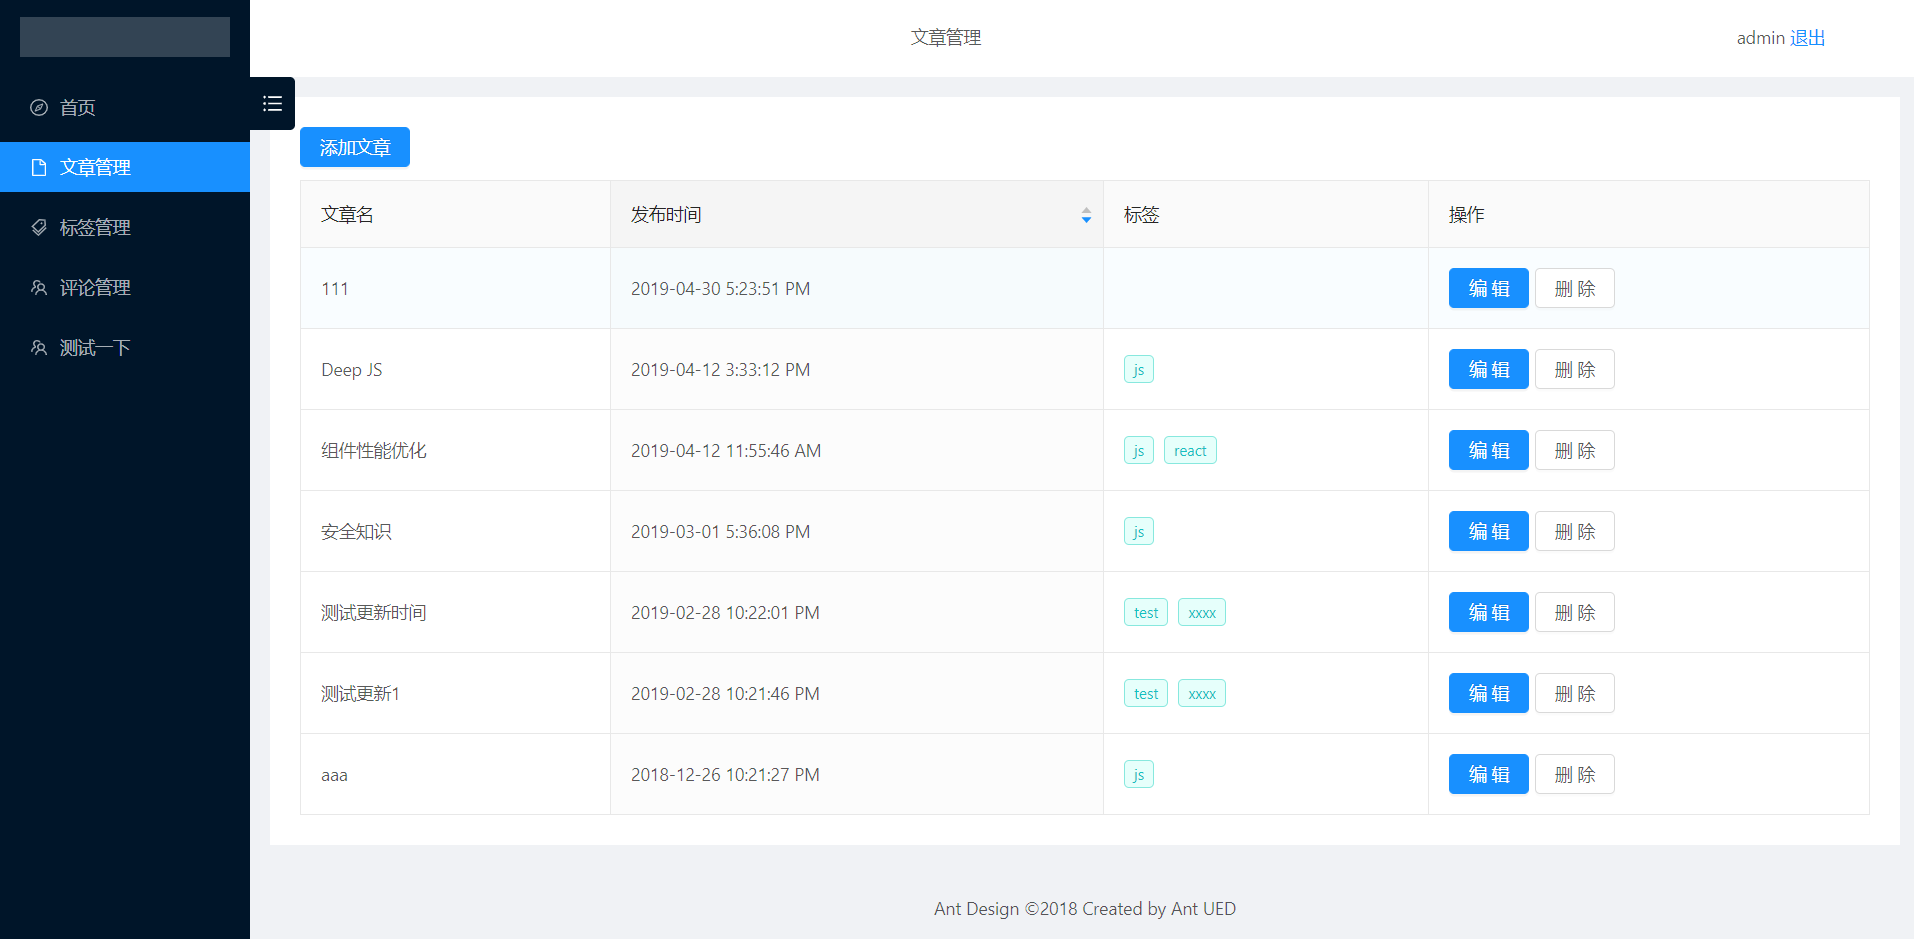 文章管理
admin 退出
首页
文章管理
标签管理
评论管理
测试一下
添加文章
文章名 发布时间 标签 操作
111 2019-04-30 5:23:51 PM 编辑 删除
Deep JS 2019-04-12 3:33:12 PM js 编辑 删除
组件性能优化 2019-04-12 11:55:46 AM js react 编辑 删除
安全知识 2019-03-01 5:36:08 PM js 编辑 删除
测试更新时间 2019-02-28 10:22:01 PM test xxxx 编辑 删除
测试更新1 2019-02-28 10:21:46 PM test xxxx 编辑 删除
aaa 2018-12-26 10:21:27 PM js 编辑 删除
Ant Design ©2018 Created by Ant UED